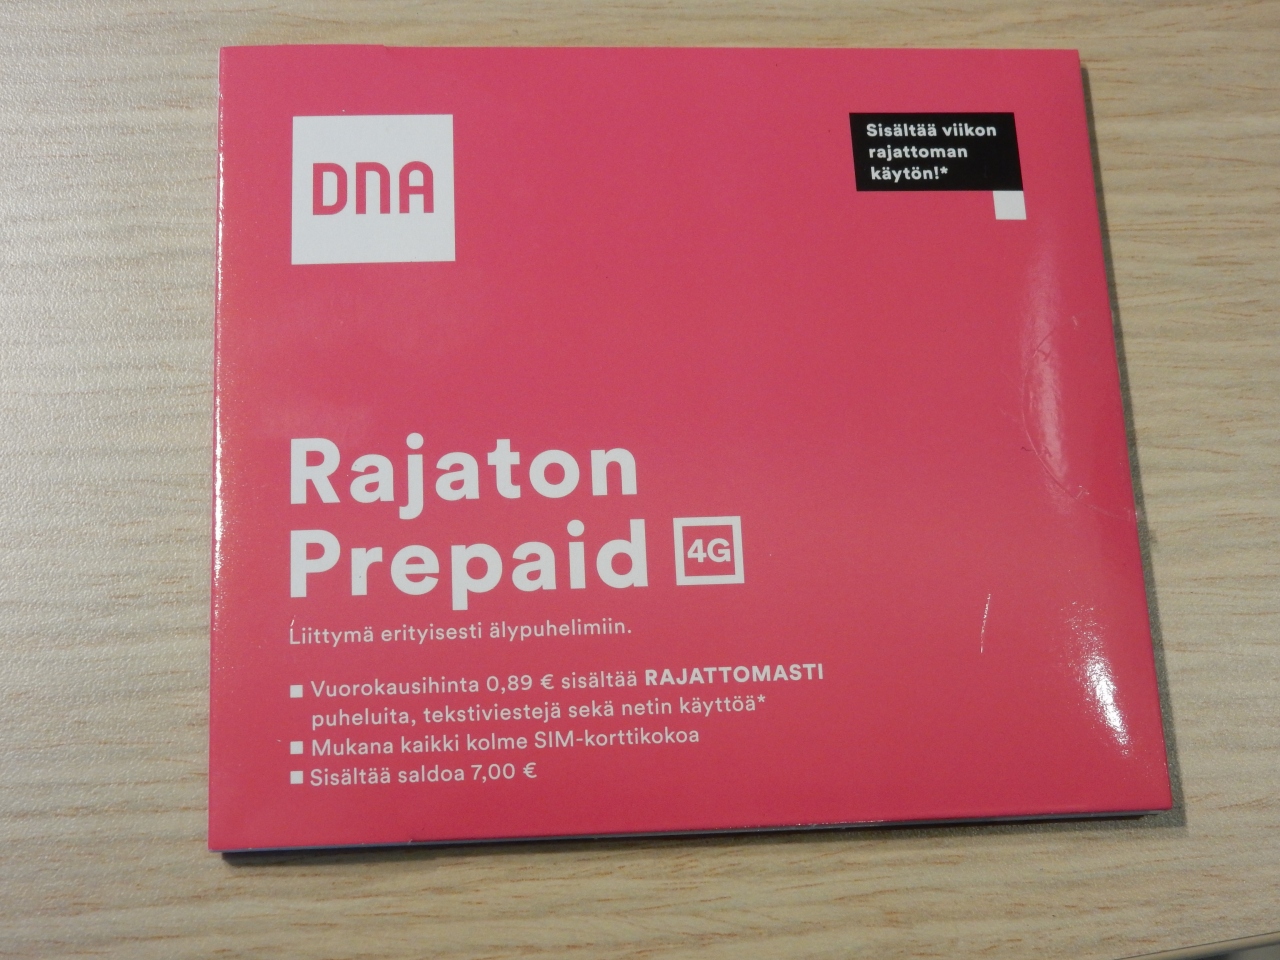 DNA
Sisältää viikon
rajattoman
käytön!*
Rajaton
Prepaid 4G
Liittymä erityisesti älypuhelimiin.
■ Vuorokausihinta 0,89 € sisältää RAJATTOMASTI
puheluita, tekstiviestejä sekä netin käyttöä*
■ Mukana kaikki kolme SIM-korttikokoa
■ Sisältää saldoa 7,00 €